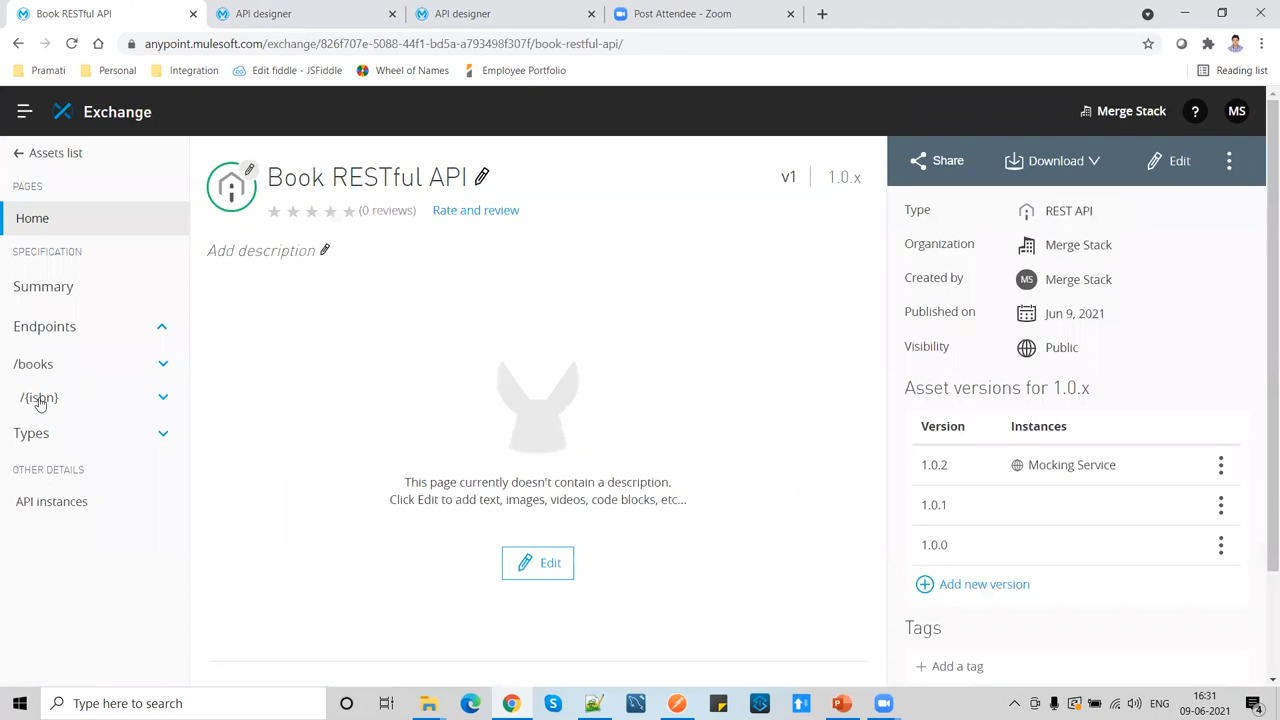 Book RESTful API
API designer
API designer
Post Attendee - Zoom
anypoint.mulesoft.com/exchange/826f707e-5088-44f1-bd5a-a793498f307f/book-restful-api/
Pramati
Personal
Integration
Edit fiddle - JSFiddle
Wheel of Names
Employee Portfolio
Reading list
Exchange
Merge Stack
?
MS
Assets list
PAGES
Home
SPECIFICATION
Summary
Endpoints
/books
/{isbn}
Types
OTHER DETAILS
API instances
Book RESTful API
v1
1.0.x
(0 reviews)
Rate and review
Add description
This page currently doesn't contain a description.
Click Edit to add text, images, videos, code blocks, etc...
Edit
Share
Download
Edit
Type
REST API
Organization
Merge Stack
Created by
MS
Merge Stack
Published on
Jun 9, 2021
Visibility
Public
Asset versions for 1.0.x
Version
Instances
1.0.2
Mocking Service
1.0.1
1.0.0
Add new version
Tags
+ Add a tag
Type here to search
ENG
16:31
09-06-2021
4